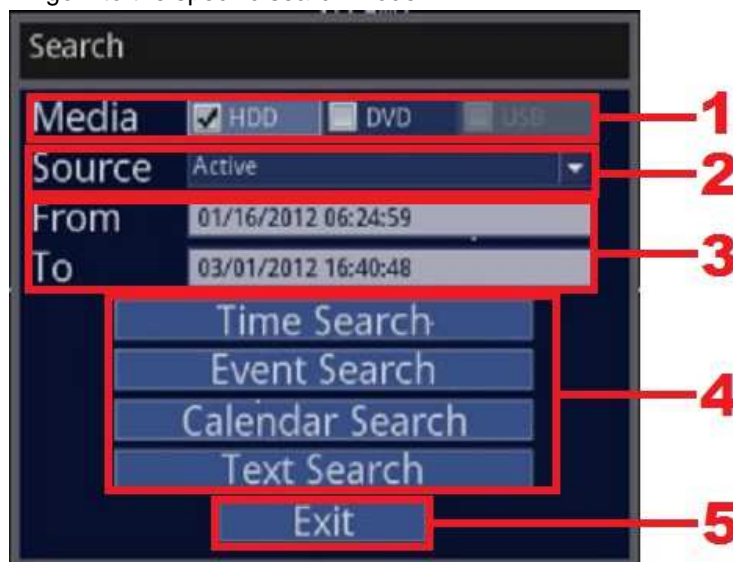 Search
Media HDD DVD USB 1
Source Active 2
From 01/16/2012 06:24:59
To 03/01/2012 16:40:48
3
Time Search
Event Search
Calendar Search
Text Search
4
Exit 5